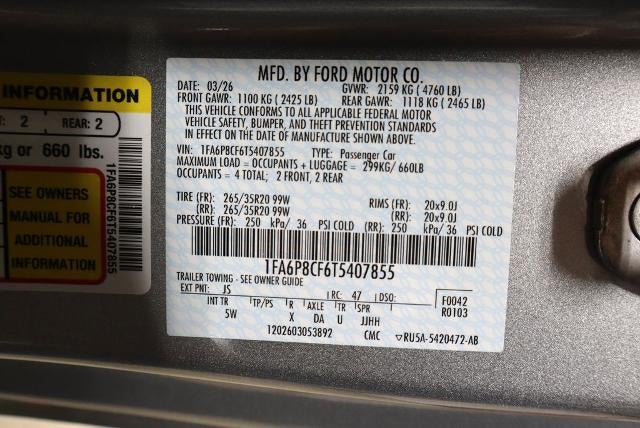 INFORMATION
2 REAR: 2
kg or 660 lbs.
SEE OWNERS
MANUAL FOR
ADDITIONAL
INFORMATION
1FA6P8CF6T5407855
MFD. BY FORD MOTOR CO.
DATE: 03/26 GVWR: 2159 KG ( 4760 LB)
FRONT GAWR: 1100 KG ( 2425 LB) REAR GAWR: 1118 KG ( 2465 LB)
THIS VEHICLE CONFORMS TO ALL APPLICABLE FEDERAL MOTOR
VEHICLE SAFETY, BUMPER, AND THEFT PREVENTION STANDARDS
IN EFFECT ON THE DATE OF MANUFACTURE SHOWN ABOVE.
VIN: 1FA6P8CF6T5407855 TYPE: Passenger Car
MAXIMUM LOAD = OCCUPANTS + LUGGAGE = 299KG/ 660LB
OCCUPANTS = 4 TOTAL; 2 FRONT, 2 REAR
TIRE (FR): 265/35R20 99W RIMS (FR): 20x9.0J
(RR): 265/35R20 99W (RR): 20x9.0J
PRESSURE (FR): 250 kPa/ 36 PSI COLD (RR): 250 kPa/ 36 PSI COLD
1FA6P8CF6T5407855
TRAILER TOWING - SEE OWNER GUIDE
EXT PNT: JS RC: 47 DSO: F0042
INT TR TP/PS R AXLE TR SPR R0103
5W X DA U JJHH
1202603053892 CMC RU5A-5420472-AB